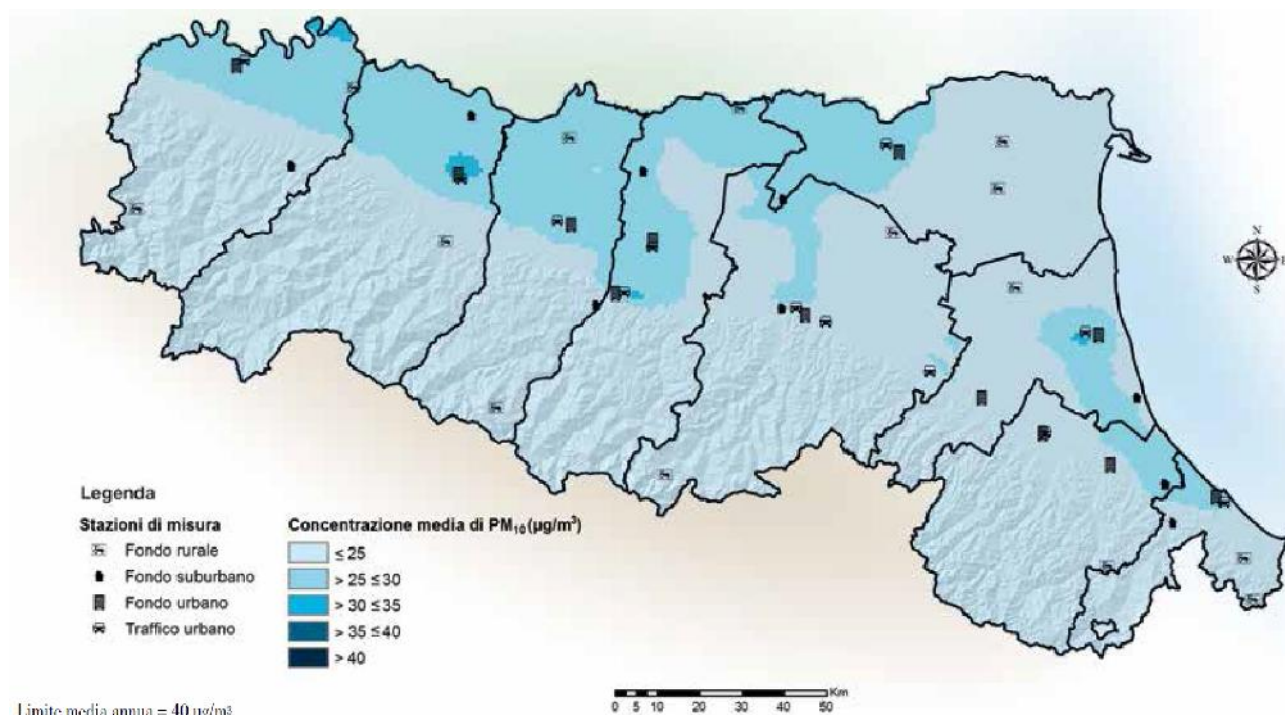 N
W E
S
Legenda
Stazioni di misura
Fondo rurale
Fondo suburbano
Fondo urbano
Traffico urbano
Concentrazione media di PM₁₀(µg/m³)
≤ 25
> 25 ≤30
> 30 ≤35
> 35 ≤40
> 40
Km
0 5 10 20 30 40 50
Limite media annua = 40 µg/m³